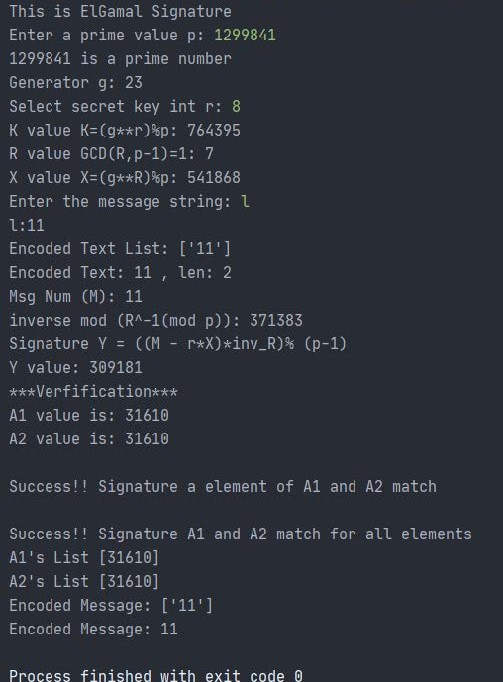 This is ElGamal Signature
Enter a prime value p: 1299841
1299841 is a prime number
Generator g: 23
Select secret key int r: 8
K value K=(g**r)%p: 764395
R value GCD(R,p-1)=1: 7
X value X=(g**R)%p: 541868
Enter the message string: l
l:11
Encoded Text List: ['11']
Encoded Text: 11 , len: 2
Msg Num (M): 11
inverse mod (R^-1(mod p)): 371383
Signature Y = ((M - r*X)*inv_R)% (p-1)
Y value: 309181
***Verfification***
A1 value is: 31610
A2 value is: 31610
Success!! Signature a element of A1 and A2 match
Success!! Signature A1 and A2 match for all elements
A1's List [31610]
A2's List [31610]
Encoded Message: ['11']
Encoded Message: 11
Process finished with exit code 0